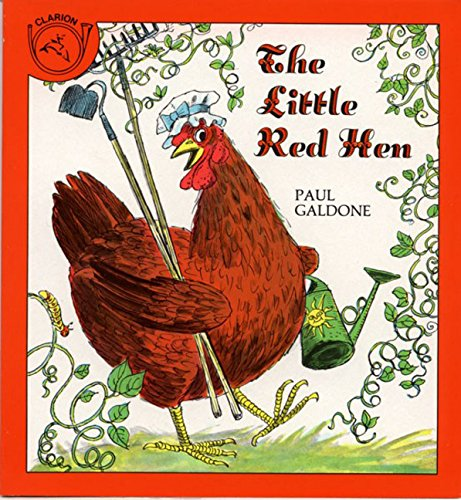 CLARION
The
Little
Red Hen
PAUL
GALDONE